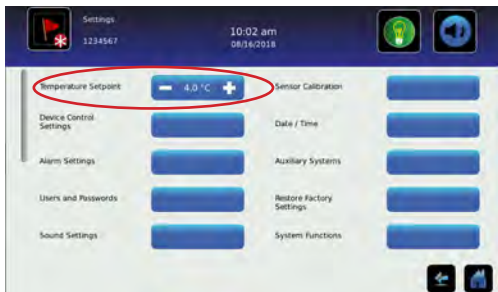 Settings
1234567
10:02 am
08/16/2018
Temperature Setpoint
4.0 °C
Sensor Calibration
Device Control
Settings
Date / Time
Alarm Settings
Auxiliary Systems
Users and Passwords
Restore Factory
Settings
Sound Settings
System Functions